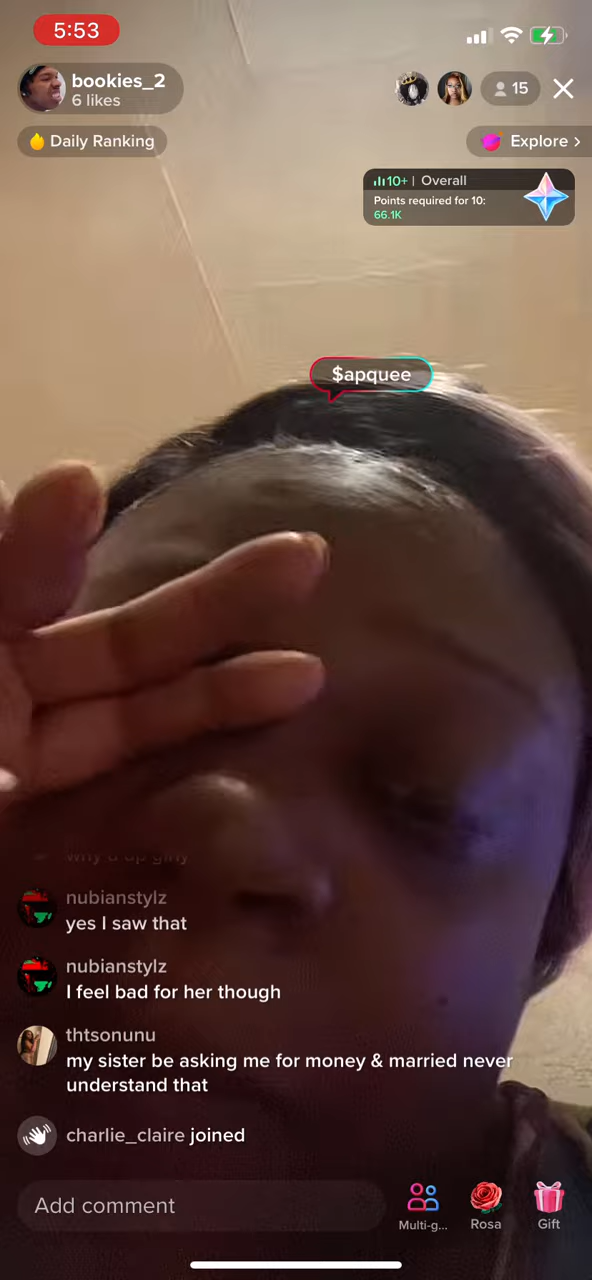 5:53
bookies_2
6 likes
15
Daily Ranking
Explore >
10+ | Overall
Points required for 10:
66.1K
$apquee
nubianstylz
yes I saw that
nubianstylz
I feel bad for her though
thtsonunu
my sister be asking me for money & married never
understand that
charlie_claire joined
Add comment
Multi-g...
Rosa
Gift